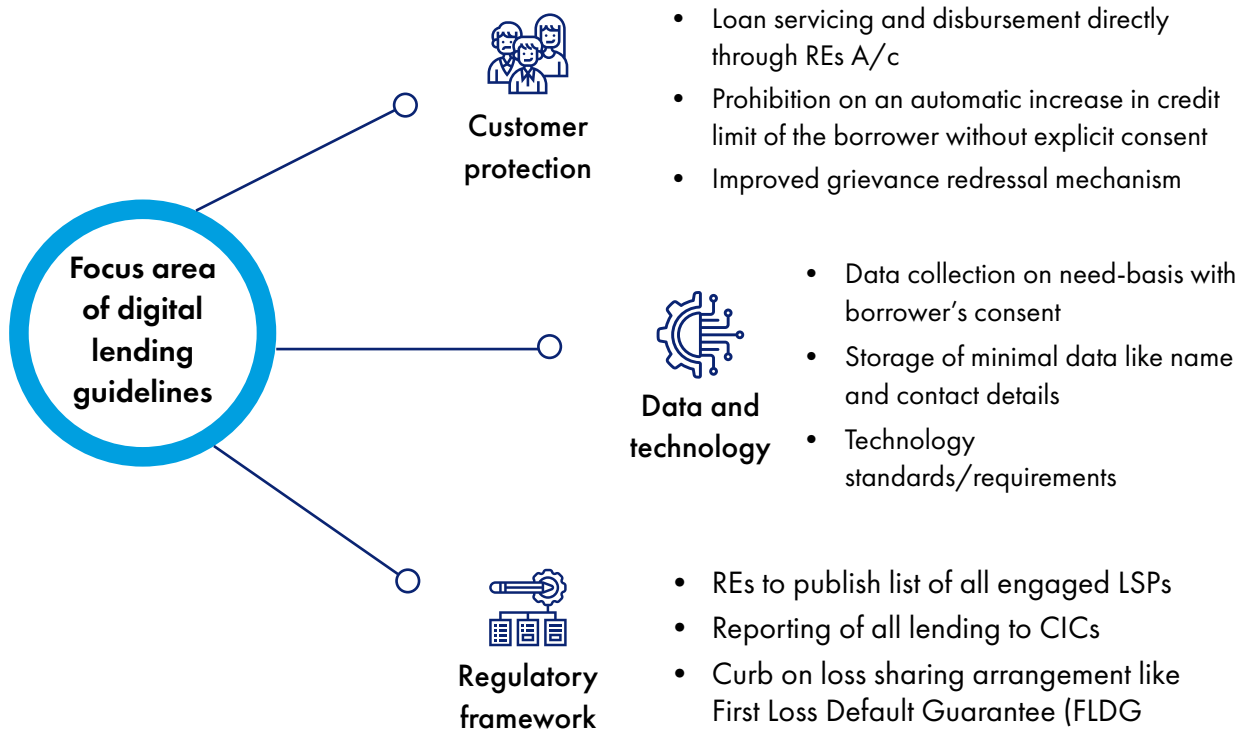 Focus area
of digital
lending
guidelines
Customer
protection
• Loan servicing and disbursement directly
through REs A/c
• Prohibition on an automatic increase in credit
limit of the borrower without explicit consent
• Improved grievance redressal mechanism
Data and
technology
• Data collection on need-basis with
borrower’s consent
• Storage of minimal data like name
and contact details
• Technology
standards/requirements
Regulatory
framework
• REs to publish list of all engaged LSPs
• Reporting of all lending to CICs
• Curb on loss sharing arrangement like
First Loss Default Guarantee (FLDG